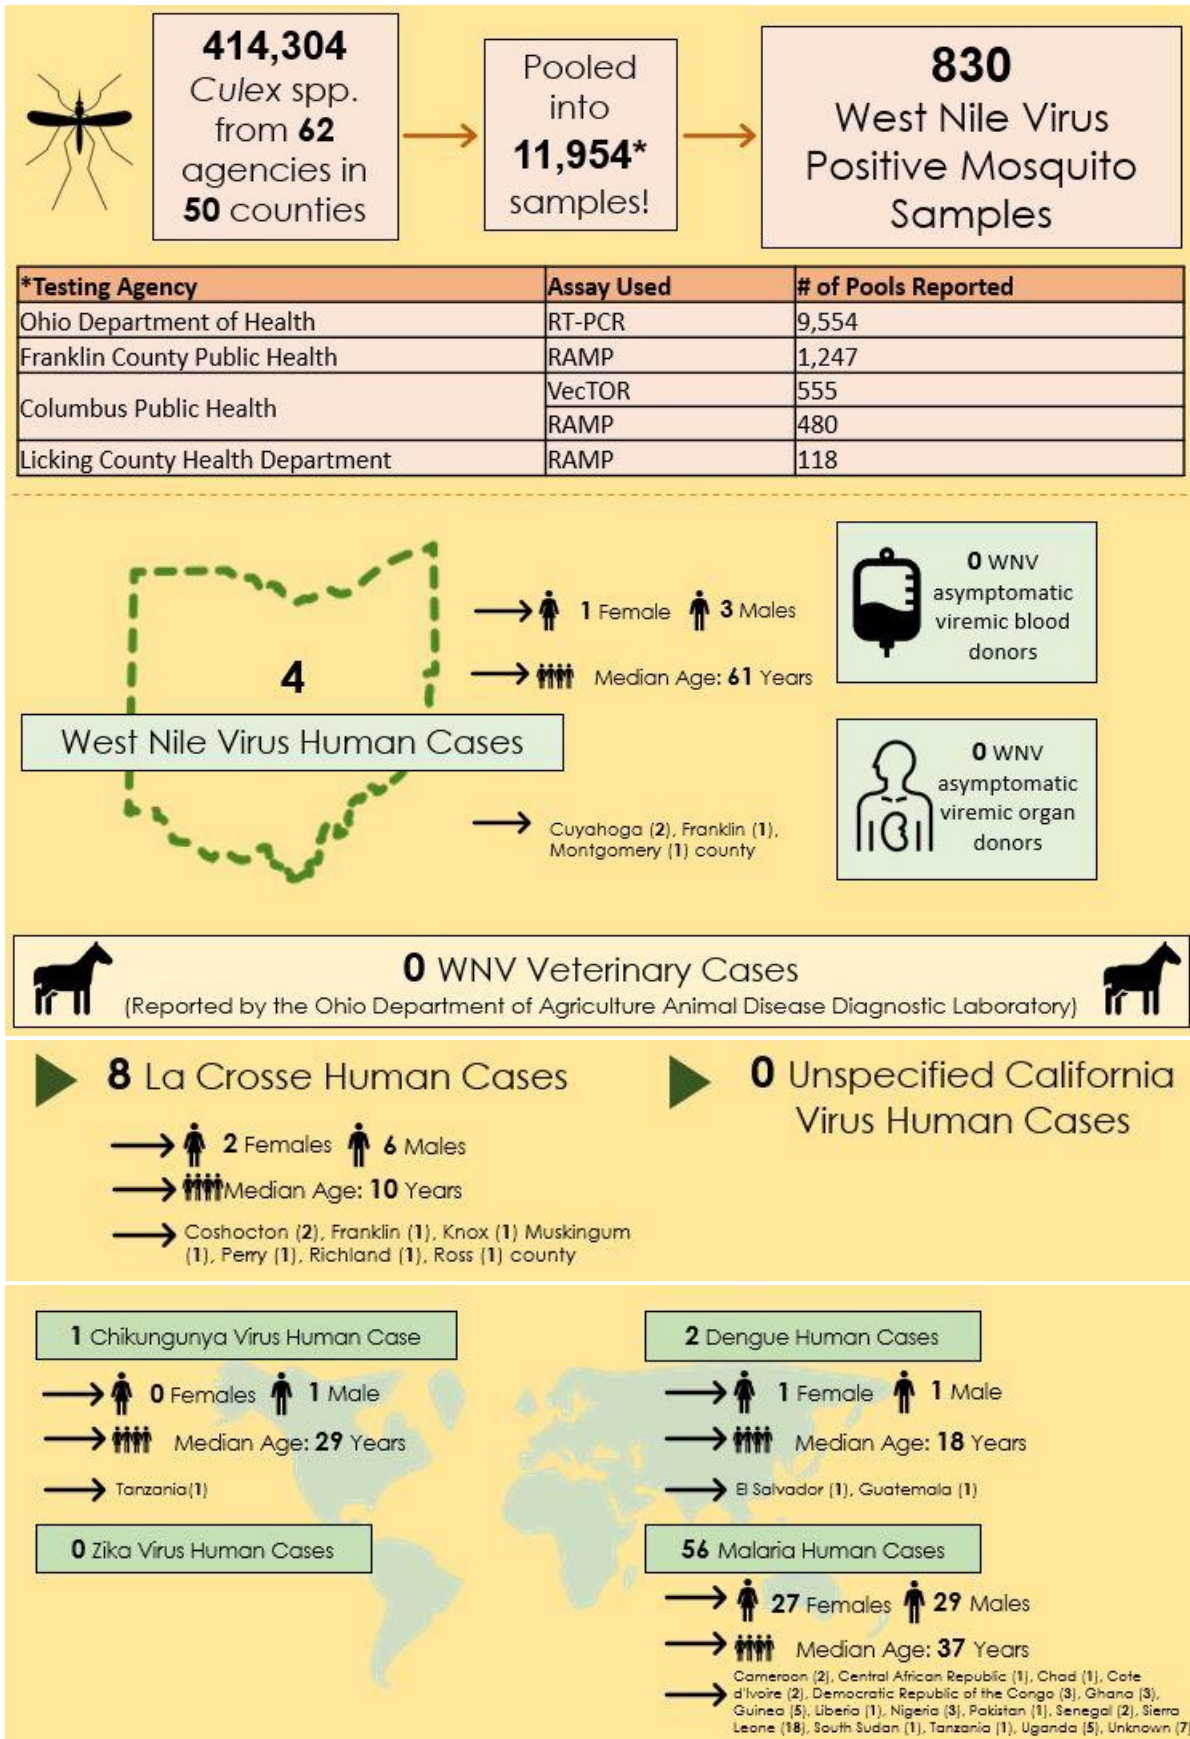 414,304
Culex spp.
from 62
agencies in
50 counties
Pooled
into
11,954*
samples!
830
West Nile Virus
Positive Mosquito
Samples
*Testing Agency Assay Used # of Pools Reported
Ohio Department of Health RT-PCR 9,554
Franklin County Public Health RAMP 1,247
Columbus Public Health VecTOR 555
RAMP 480
Licking County Health Department RAMP 118
4
West Nile Virus Human Cases
1 Female 3 Males
Median Age: 61 Years
Cuyahoga (2), Franklin (1),
Montgomery (1) county
0 WNV
asymptomatic
viremic blood
donors
0 WNV
asymptomatic
viremic organ
donors
0 WNV Veterinary Cases
(Reported by the Ohio Department of Agriculture Animal Disease Diagnostic Laboratory)
8 La Crosse Human Cases
2 Females 6 Males
Median Age: 10 Years
Coshocton (2), Franklin (1), Knox (1) Muskingum
(1), Perry (1), Richland (1), Ross (1) county
0 Unspecified California
Virus Human Cases
1 Chikungunya Virus Human Case
0 Females 1 Male
Median Age: 29 Years
Tanzania(1)
2 Dengue Human Cases
1 Female 1 Male
Median Age: 18 Years
El Salvador (1), Guatemala (1)
0 Zika Virus Human Cases
56 Malaria Human Cases
27 Females 29 Males
Median Age: 37 Years
Cameroon (2), Central African Republic (1), Chad (1), Cote
d'Ivoire (2), Democratic Republic of the Congo (3), Ghana (3),
Guinea (5), Liberia (1), Nigeria (3), Pakistan (1), Senegal (2), Sierra
Leone (18), South Sudan (1), Tanzania (1), Uganda (5), Unknown (7)